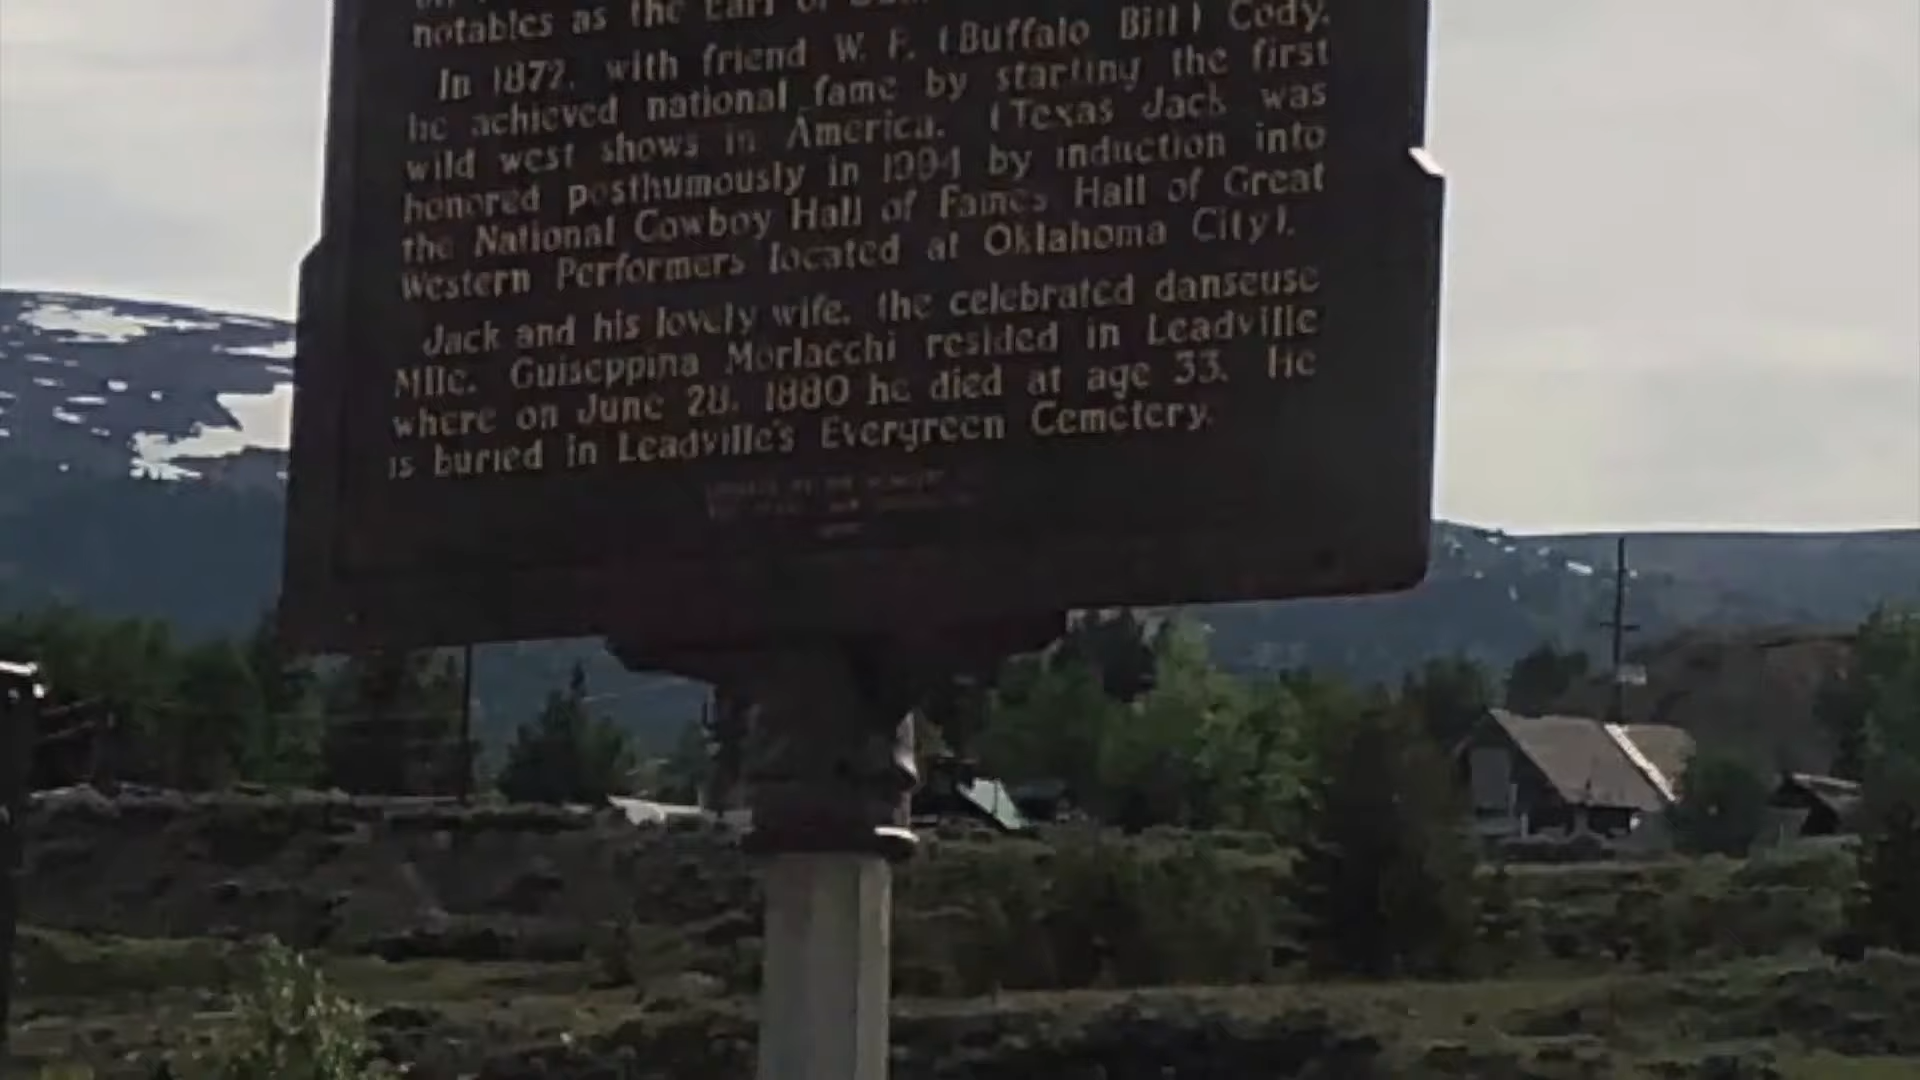 notables as the Earl of
In 1872, with friend W. F. (Buffalo Bill) Cody,
he achieved national fame by starting the first
wild west shows in America. (Texas Jack was
honored posthumously in 1994 by induction into
the National Cowboy Hall of Fame's Hall of Great
Western Performers located at Oklahoma City).
Jack and his lovely wife, the celebrated danseuse
Mlle. Guiseppina Morlacchi resided in Leadville
where on June 28, 1880 he died at age 33. He
is buried in Leadville's Evergreen Cemetery.